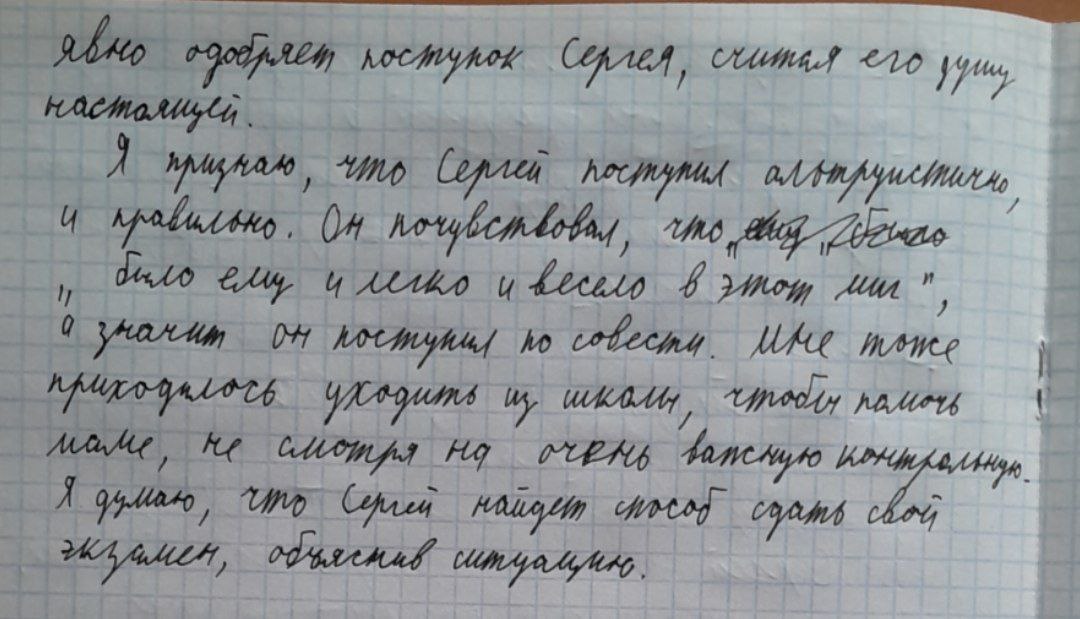 явно одобряет поступок Сергея, считая его душу
настоящей.
Я признаю, что Сергей поступил альтруистично,
и правильно. Он почувствовал, что
„было ему и легко и весело в этот миг",
а значит он поступил по совести. Мне тоже
приходилось уходить из школы, чтобы помочь
маме, не смотря на очень важную контрольную.
Я думаю, что Сергей найдет способ сдать свой
экзамен, объяснив ситуацию.